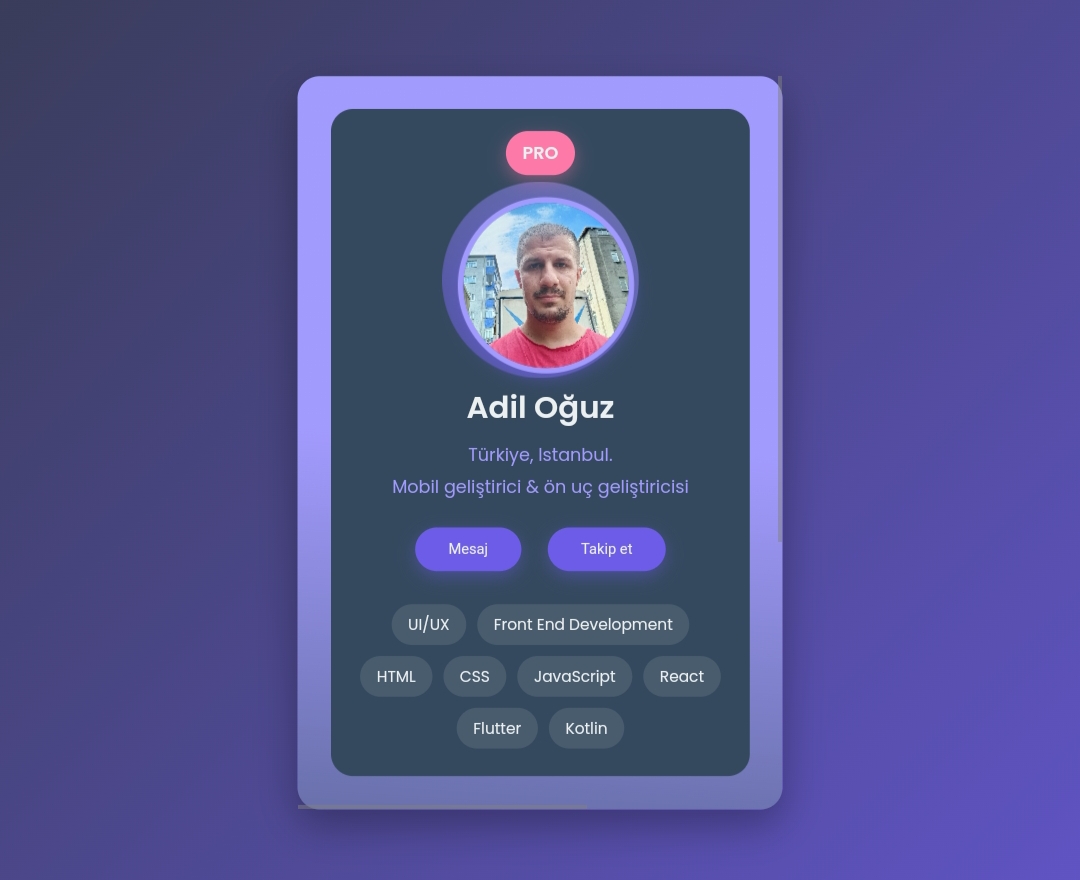 PRO
Adil Oğuz
Türkiye, Istanbul.
Mobil geliştirici & ön uç geliştiricisi
Mesaj Takip et
UI/UX Front End Development
HTML CSS JavaScript React
Flutter Kotlin